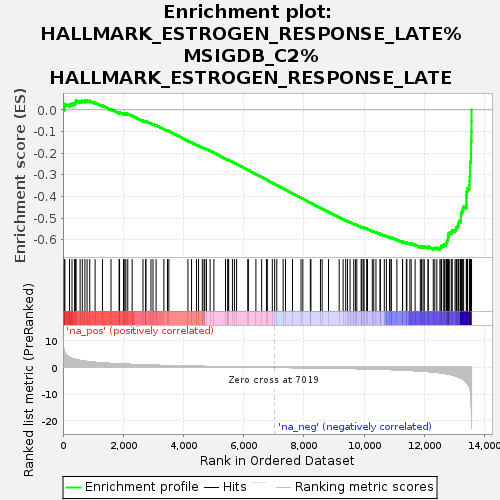 Enrichment plot:
HALLMARK_ESTROGEN_RESPONSE_LATE%
MSIGDB_C2%
HALLMARK_ESTROGEN_RESPONSE_LATE
Enrichment score (ES)
0.0
-0.1
-0.2
-0.3
-0.4
-0.5
-0.6
'na_pos' (positively correlated)
Ranked list metric (PreRanked)
10
0
-10
-20
Zero cross at 7019
'na_neg' (negatively correlated)
0
2,000
4,000
6,000
8,000
10,000
12,000
14,000
Rank in Ordered Dataset
Enrichment profile
Hits
Ranking metric scores